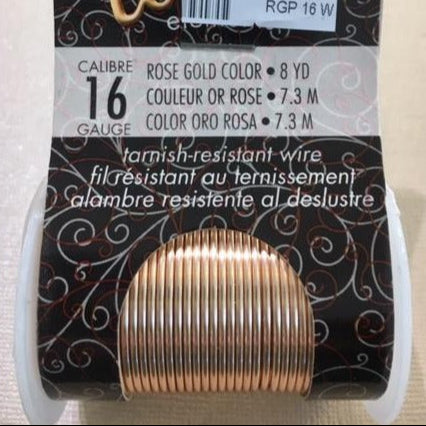 RGP 16 W
CALIBRE
16
GAUGE
ROSE GOLD COLOR • 8 YD
COULEUR OR ROSE • 7.3 M
COLOR ORO ROSA • 7.3 M
tarnish-resistant wire
fil résistant au ternissement
alambre resistente al deslustre